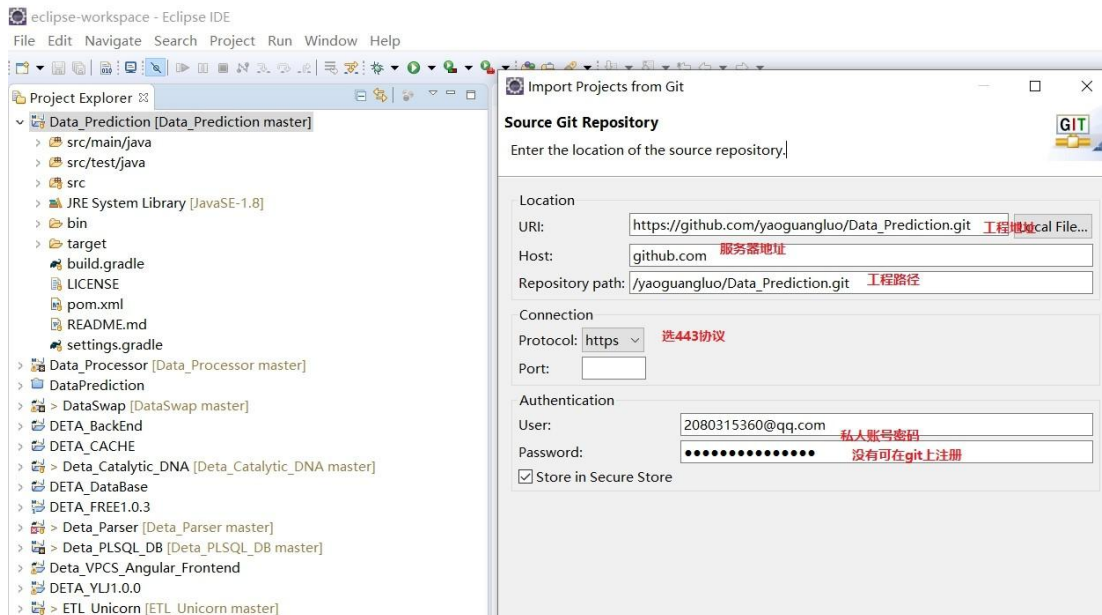 eclipse-workspace - Eclipse IDE
File Edit Navigate Search Project Run Window Help
Project Explorer
Data_Prediction [Data_Prediction master]
src/main/java
src/test/java
src
JRE System Library [JavaSE-1.8]
bin
target
build.gradle
LICENSE
pom.xml
README.md
settings.gradle
Data_Processor [Data_Processor master]
DataPrediction
> DataSwap [DataSwap master]
DETA_BackEnd
DETA_CACHE
> Deta_Catalytic_DNA [Deta_Catalytic_DNA master]
DETA_DataBase
DETA_FREE1.0.3
> Deta_Parser [Deta_Parser master]
> Deta_PLSQL_DB [Deta_PLSQL_DB master]
Deta_VPCS_Angular_Frontend
DETA_YLJ1.0.0
> ETL_Unicorn [ETL_Unicorn master]
Import Projects from Git
Source Git Repository
GIT
Enter the location of the source repository.
Location
URI: https://github.com/yaoguangluo/Data_Prediction.git 工程地址 Local File...
Host: github.com 服务器地址
Repository path: /yaoguangluo/Data_Prediction.git 工程路径
Connection
Protocol: https 选443协议
Port:
Authentication
User: 2080315360@qq.com
私人账号密码
Password: ●●●●●●●●●●●●●●● 没有可在git上注册
Store in Secure Store